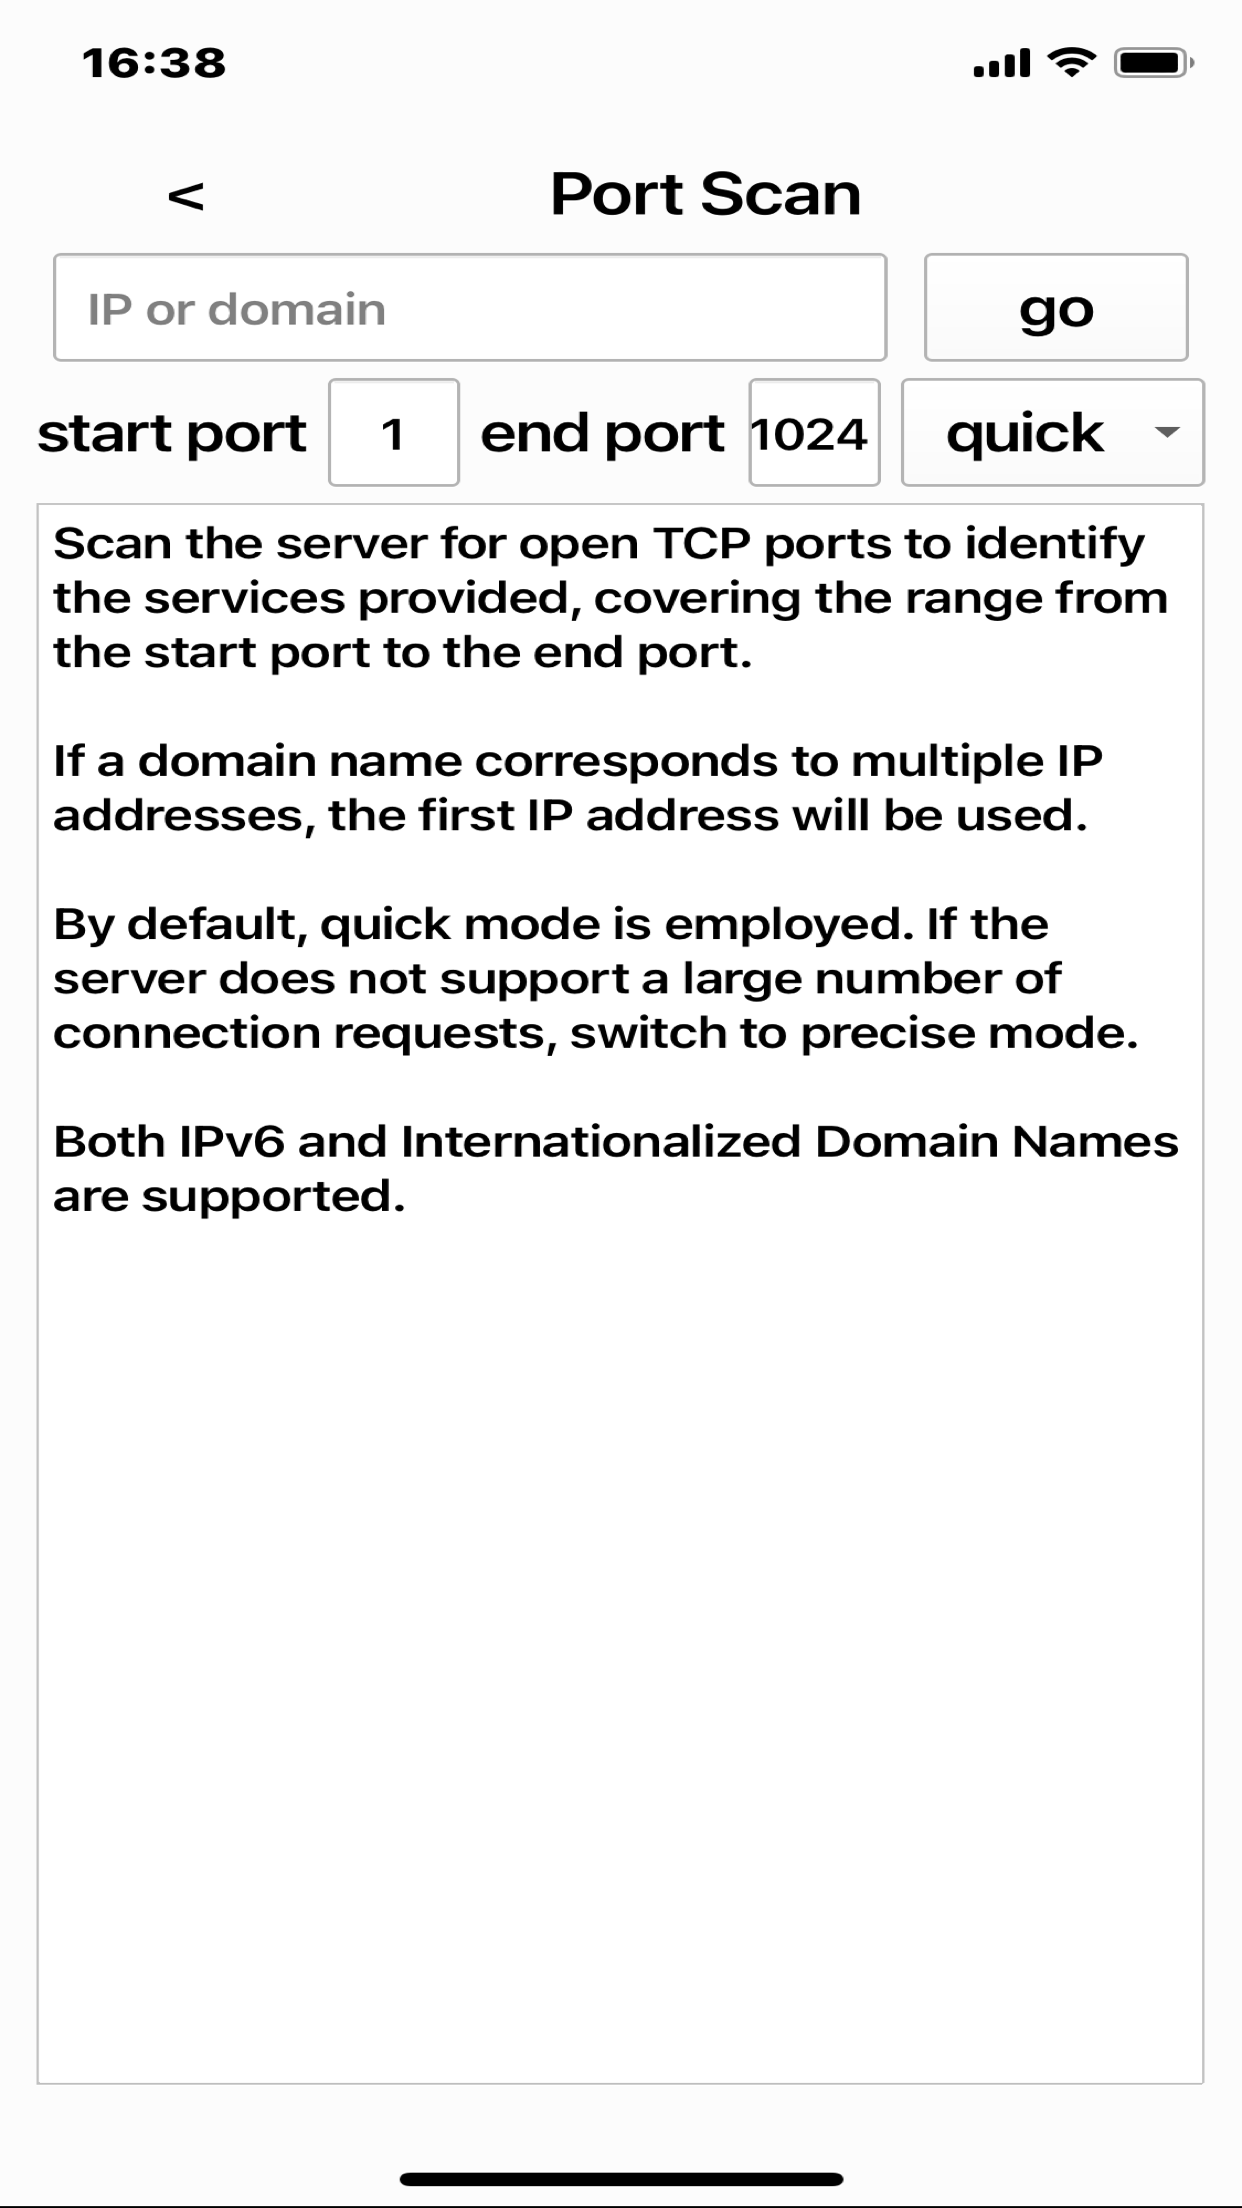 16:38
< Port Scan
IP or domain go
start port 1 end port 1024 quick
Scan the server for open TCP ports to identify
the services provided, covering the range from
the start port to the end port.
If a domain name corresponds to multiple IP
addresses, the first IP address will be used.
By default, quick mode is employed. If the
server does not support a large number of
connection requests, switch to precise mode.
Both IPv6 and Internationalized Domain Names
are supported.